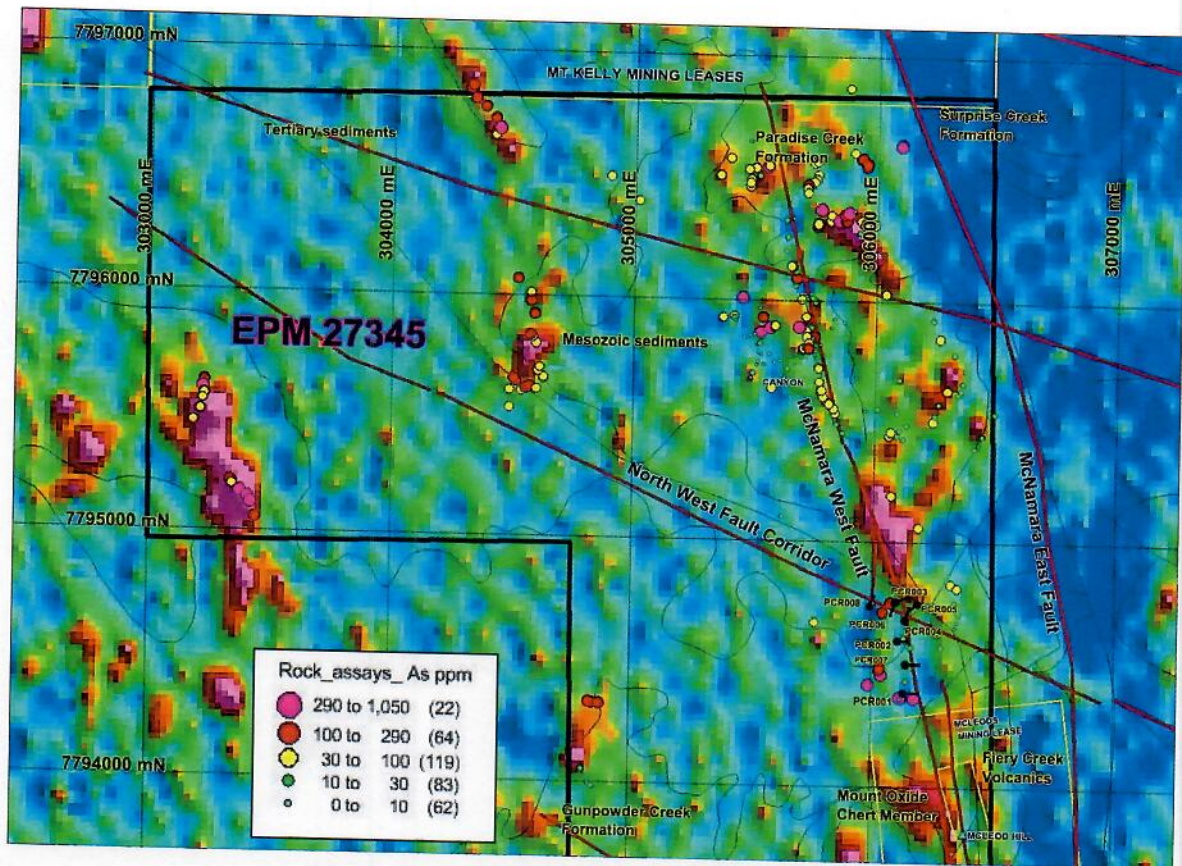 7797000 mN
MT KELLY MINING LEASES
Tertiary sediments
Paradise Creek
Formation
Surprise Creek
Formation
303000 mE
304000 mE
305000 mE
306000 mE
307000 mE
7796000 mN
EPM 27345
Mesozoic sediments
CANYON
McNamara West Fault
McNamara East Fault
North West Fault Corridor
7795000 mN
PCR003
PCR008
PCR005
PCR006
PCR004
PCR002
PCR007
PCR001
Rock_assays_ As ppm
290 to 1,050 (22)
100 to 290 (64)
30 to 100 (119)
10 to 30 (83)
0 to 10 (62)
MCLEODS
MINING LEASE
Fiery Creek
Volcanics
7794000 mN
Mount Oxide
Chert Member
Gunpowder Creek
Formation
MCLEOD HILL